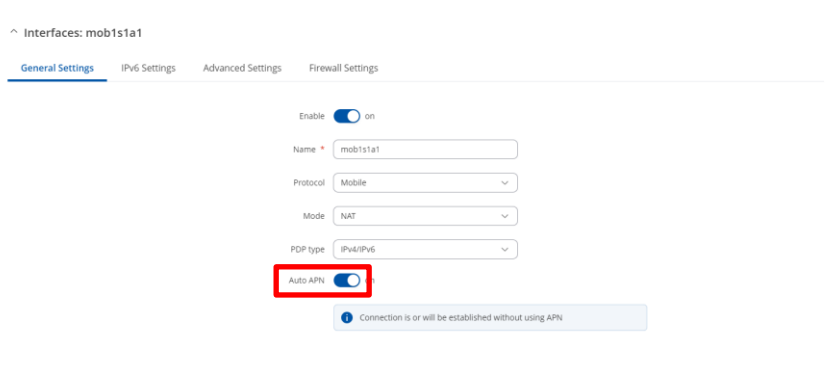 Interfaces: mob1s1a1
General Settings IPv6 Settings Advanced Settings Firewall Settings
Enable on
Name * mob1s1a1
Protocol Mobile
Mode NAT
PDP type IPv4/IPv6
Auto APN on
Connection is or will be established without using APN